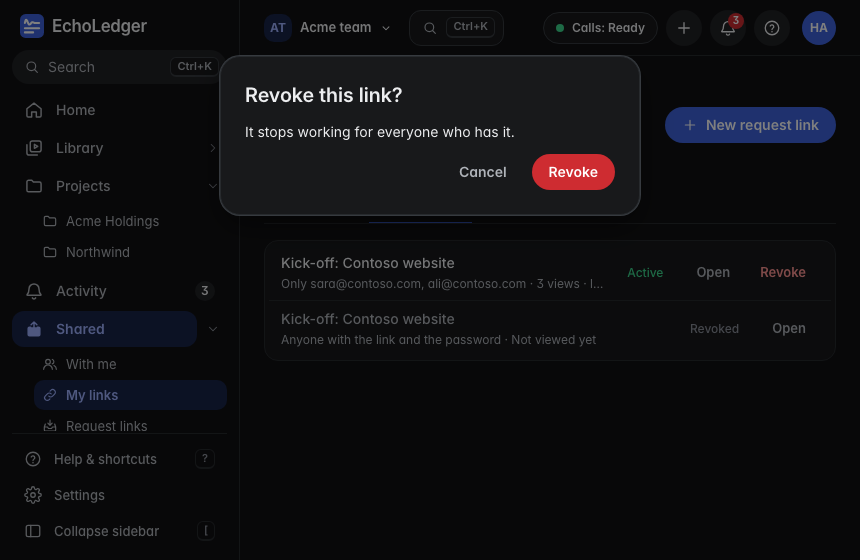 EchoLedger
AT Acme team Ctrl+K Calls: Ready 3 HA
Search Ctrl+K
Home
Library
Projects
Acme Holdings
Northwind
Activity 3
Shared
With me
My links
Request links
Help & shortcuts ?
Settings
Collapse sidebar [
Revoke this link?
It stops working for everyone who has it.
Cancel Revoke
New request link
Kick-off: Contoso website
Only sara@contoso.com, ali@contoso.com · 3 views · l...
Active Open Revoke
Kick-off: Contoso website
Anyone with the link and the password · Not viewed yet
Revoked Open